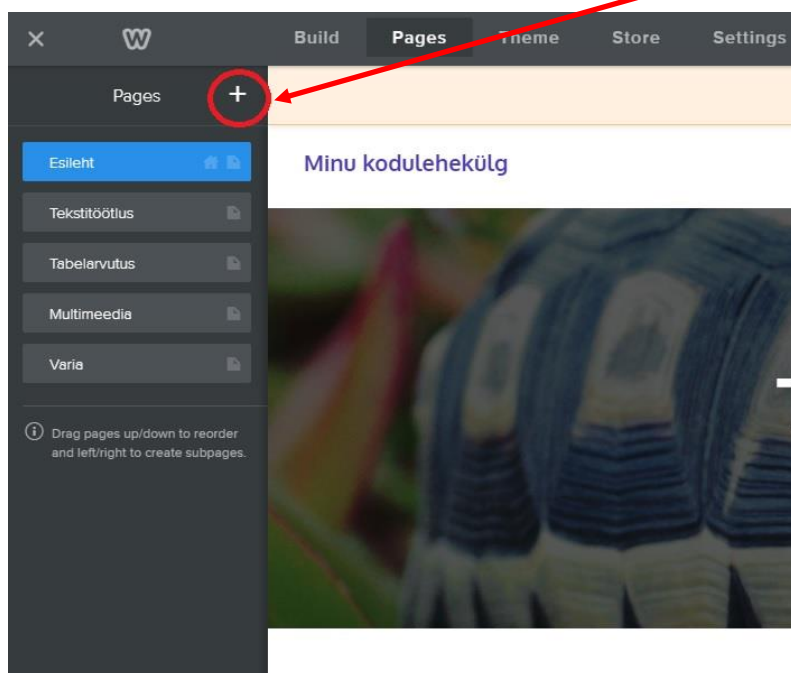 Build Pages Theme Store Settings
Pages +
Esileht
Minu kodulehekülg
Tekstitöötlus
Tabelarvutus
Multimeedia
Varia
Drag pages up/down to reorder
and left/right to create subpages.